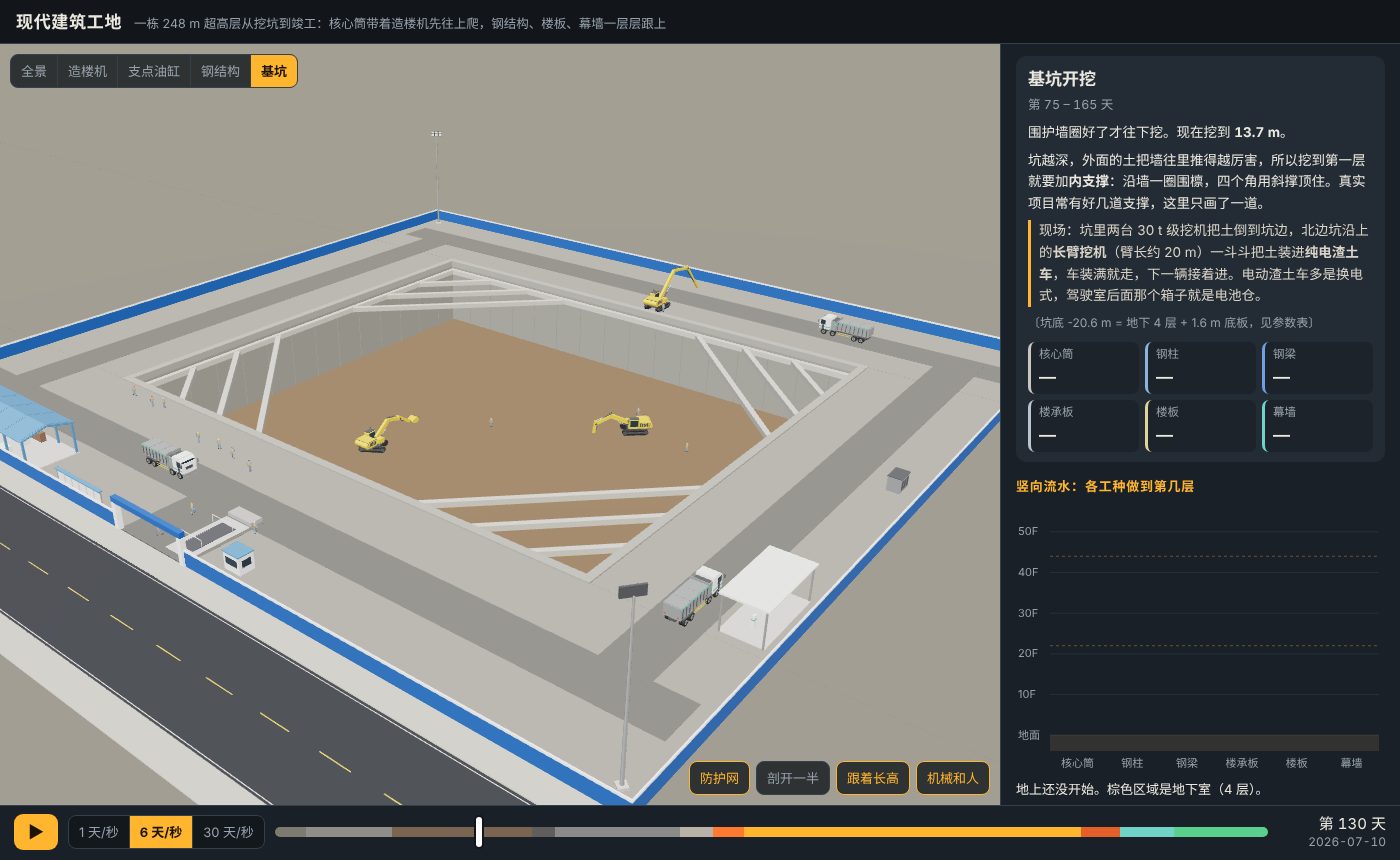 现代建筑工地 一栋 248 m 超高层从挖坑到竣工：核心筒带着造楼机先往上爬，钢结构、楼板、幕墙一层层跟上
全景 造楼机 支点油缸 钢结构 基坑
防护网 剖开一半 跟着长高 机械和人
基坑开挖
第 75 – 165 天
围护墙圈好了才往下挖。现在挖到 13.7 m。
坑越深，外面的土把墙往里推得越厉害，所以挖到第一层
就要加内支撑：沿墙一圈围檩，四个角用斜撑顶住。真实
项目常有好几道支撑，这里只画了一道。
现场：坑里两台 30 t 级挖机把土倒到坑边，北边坑沿上
的长臂挖机（臂长约 20 m）一斗斗把土装进纯电渣土
车，车装满就走，下一辆接着进。电动渣土车多是换电
式，驾驶室后面那个箱子就是电池仓。
〔坑底 -20.6 m = 地下 4 层 + 1.6 m 底板，见参数表〕
核心筒 钢柱 钢梁
— — —
楼承板 楼板 幕墙
— — —
竖向流水：各工种做到第几层
50F
40F
30F
20F
10F
地面
核心筒 钢柱 钢梁 楼承板 楼板 幕墙
地上还没开始。棕色区域是地下室（4 层）。
1 天/秒 6 天/秒 30 天/秒
第 130 天
2026-07-10